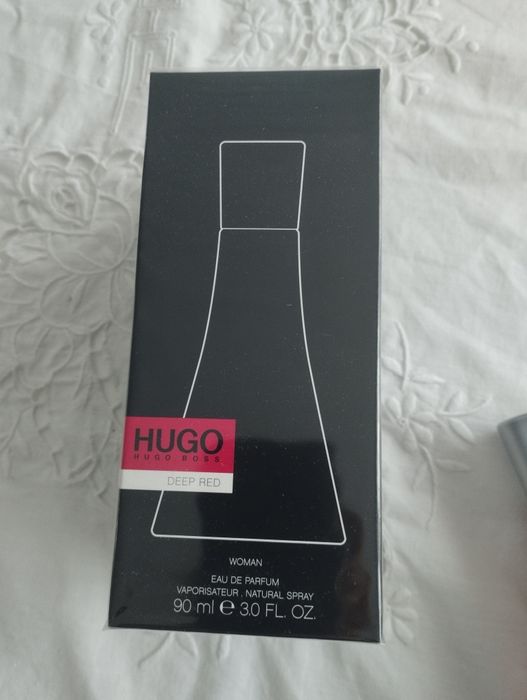 HUGO
HUGO BOSS
DEEP RED
WOMAN
EAU DE PARFUM
VAPORISATEUR . NATURAL SPRAY
90 ml ℮ 3.0 FL. OZ.